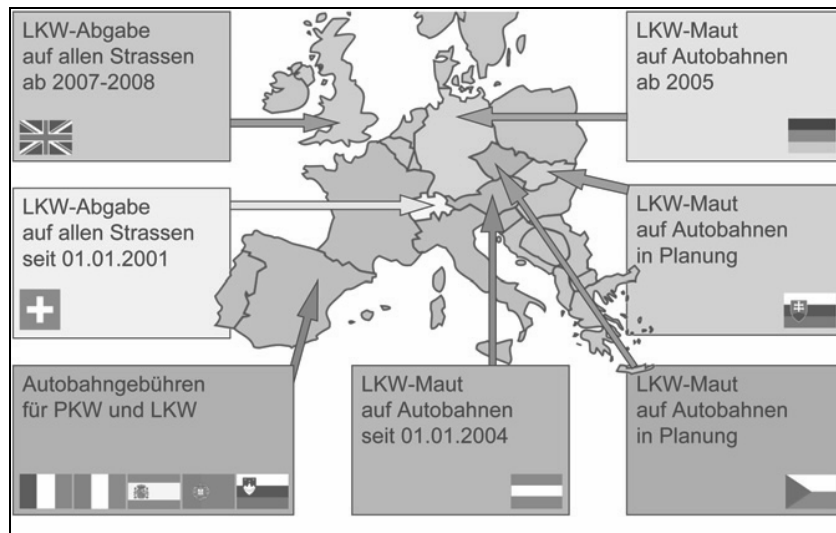 LKW-Abgabe
auf allen Strassen
ab 2007-2008
LKW-Maut
auf Autobahnen
ab 2005
LKW-Abgabe
auf allen Strassen
seit 01.01.2001
LKW-Maut
auf Autobahnen
in Planung
Autobahngebühren
für PKW und LKW
LKW-Maut
auf Autobahnen
seit 01.01.2004
LKW-Maut
auf Autobahnen
in Planung